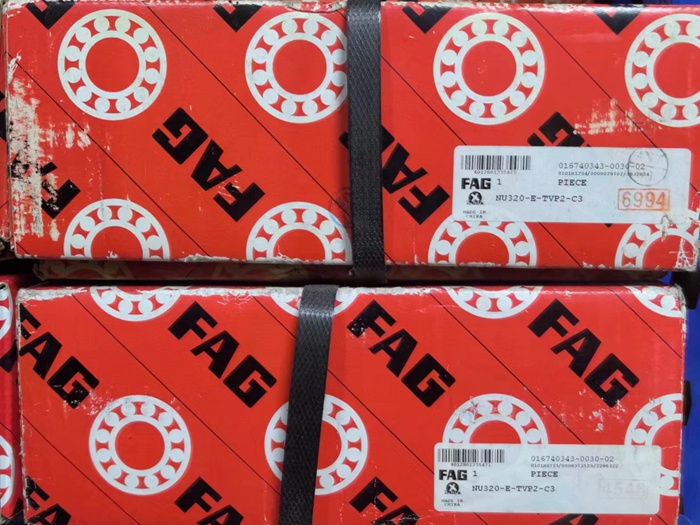 FAG
FAG
FAG
FAG
016740343-0030-02
FAG 1 PIECE
X
NU320-E-TVP2-C3
6994
MADE IN
CHINA
FAG
FAG
FAG
FAG
016740343-0030-02
FAG 1 PIECE
X
NU320-E-TVP2-C3
4546